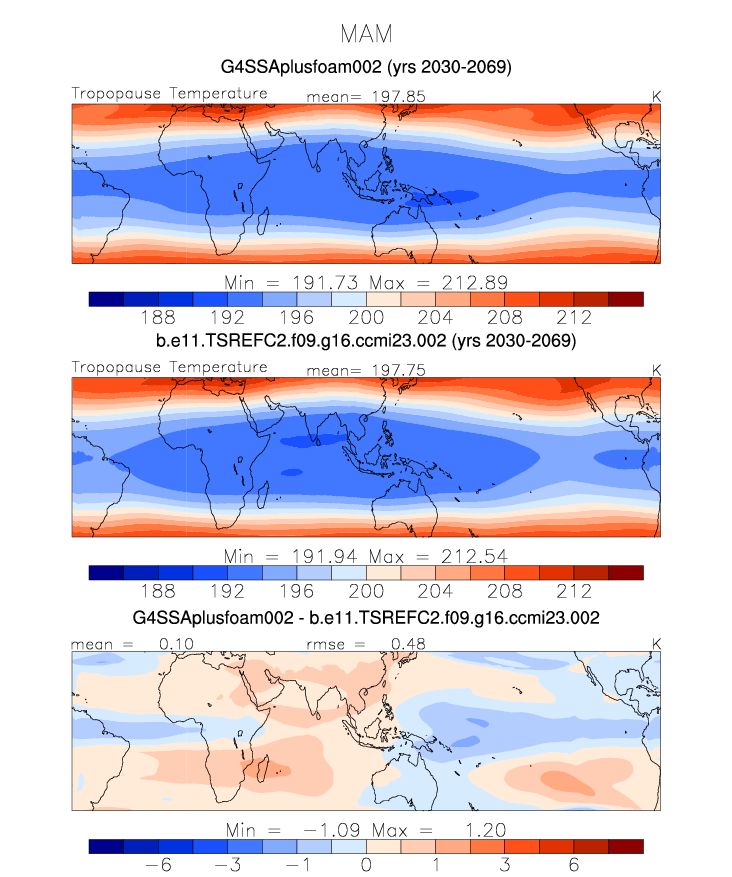 MAM
G4SSAplusfoam002 (yrs 2030-2069)
Tropopause Temperature mean= 197.85 K
Min = 191.73 Max = 212.89
188 192 196 200 204 208 212
b.e11.TSREFC2.f09.g16.ccmi23.002 (yrs 2030-2069)
Tropopause Temperature mean= 197.75 K
Min = 191.94 Max = 212.54
188 192 196 200 204 208 212
G4SSAplusfoam002 - b.e11.TSREFC2.f09.g16.ccmi23.002
mean = 0.10 rmse = 0.48 K
Min = -1.09 Max = 1.20
-6 -3 -1 0 1 3 6